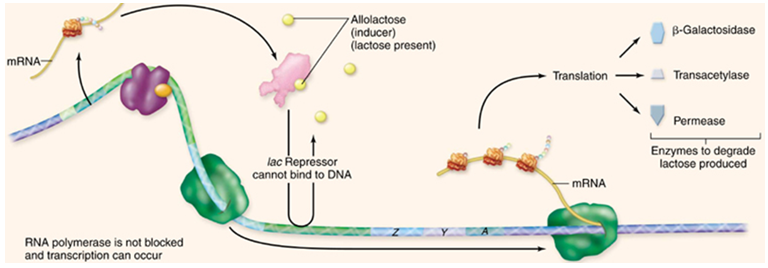 mRNA
Allolactose
(inducer)
(lactose present)
lac Repressor
cannot bind to DNA
RNA polymerase is not blocked
and transcription can occur
Z Y A
mRNA
Translation
β-Galactosidase
Transacetylase
Permease
Enzymes to degrade
lactose produced